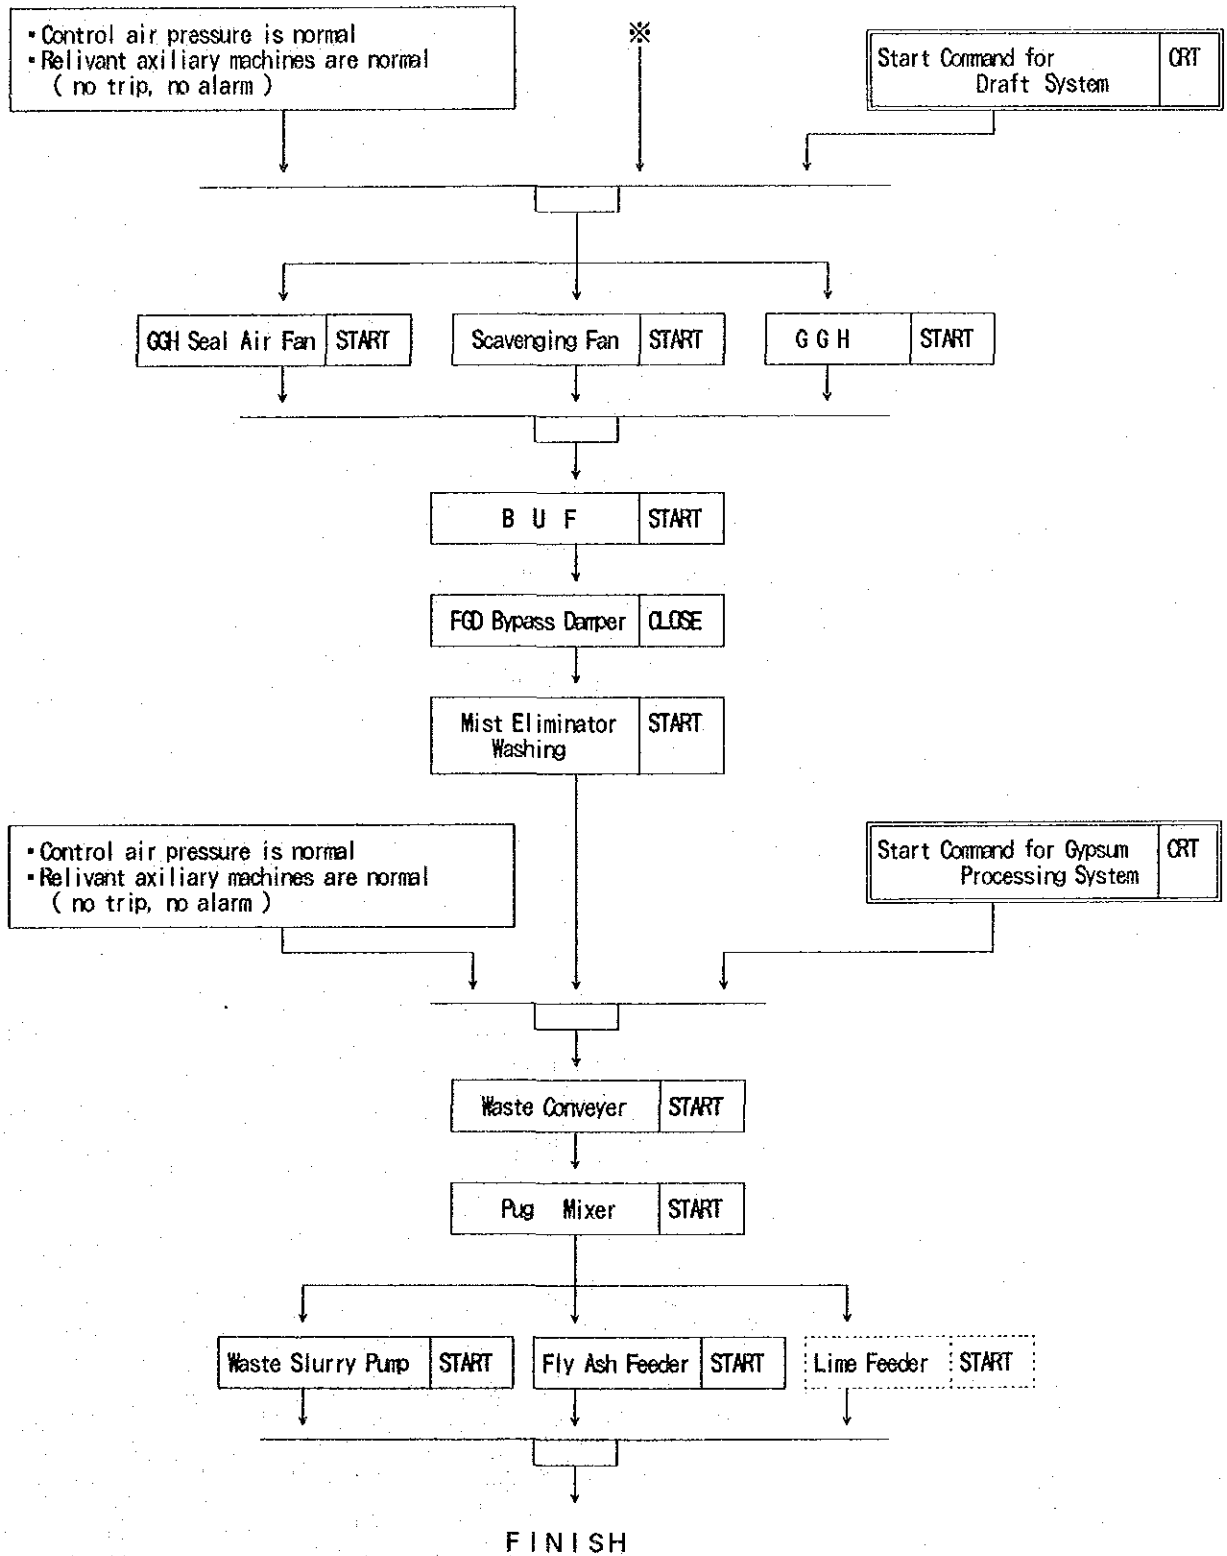 ▪Control air pressure is normal
▪Relivant axiliary machines are normal
( no trip, no alarm )
※
Start Command for
Draft System
CRT
GGH Seal Air Fan
START
Scavenging Fan
START
G G H
START
B U F
START
FGD Bypass Damper
CLOSE
Mist Eliminator
Washing
START
▪Control air pressure is normal
▪Relivant axiliary machines are normal
( no trip, no alarm )
Start Command for Gypsum
Processing System
CRT
Waste Conveyer
START
Pug Mixer
START
Waste Slurry Pump
START
Fly Ash Feeder
START
Lime Feeder
START
FINISH